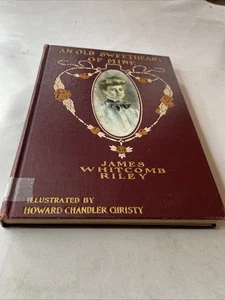 AN OLD SWEETHEART
OF MINE
JAMES
WHITCOMB
RILEY
ILLUSTRATED BY
HOWARD CHANDLER CHRISTY